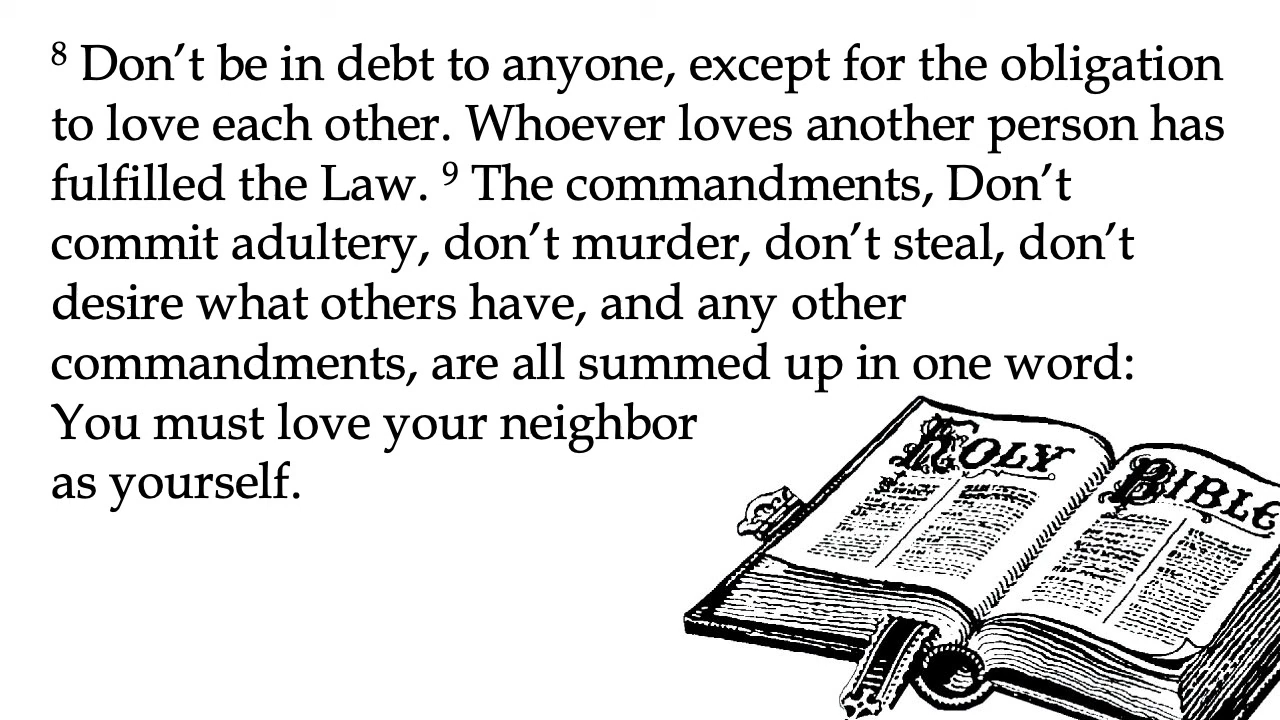 ⁸ Don’t be in debt to anyone, except for the obligation
to love each other. Whoever loves another person has
fulfilled the Law. ⁹ The commandments, Don’t
commit adultery, don’t murder, don’t steal, don’t
desire what others have, and any other
commandments, are all summed up in one word:
You must love your neighbor
as yourself.
HOLY
BIBLE